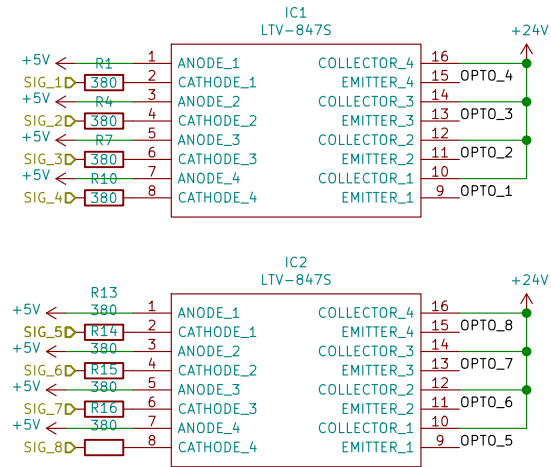 IC1
LTV-847S
+24V
+5V R1 1 ANODE_1 COLLECTOR_4 16
SIG_1 380 2 CATHODE_1 EMITTER_4 15 OPTO_4
+5V R4 3 ANODE_2 COLLECTOR_3 14
SIG_2 380 4 CATHODE_2 EMITTER_3 13 OPTO_3
+5V R7 5 ANODE_3 COLLECTOR_2 12
SIG_3 380 6 CATHODE_3 EMITTER_2 11 OPTO_2
+5V R10 7 ANODE_4 COLLECTOR_1 10
SIG_4 380 8 CATHODE_4 EMITTER_1 9 OPTO_1
IC2
LTV-847S
+24V
R13
+5V 380 1 ANODE_1 COLLECTOR_4 16
SIG_5 R14 2 CATHODE_1 EMITTER_4 15 OPTO_8
+5V 380 3 ANODE_2 COLLECTOR_3 14
SIG_6 R15 4 CATHODE_2 EMITTER_3 13 OPTO_7
+5V 380 5 ANODE_3 COLLECTOR_2 12
SIG_7 R16 6 CATHODE_3 EMITTER_2 11 OPTO_6
+5V 380 7 ANODE_4 COLLECTOR_1 10
SIG_8 8 CATHODE_4 EMITTER_1 9 OPTO_5